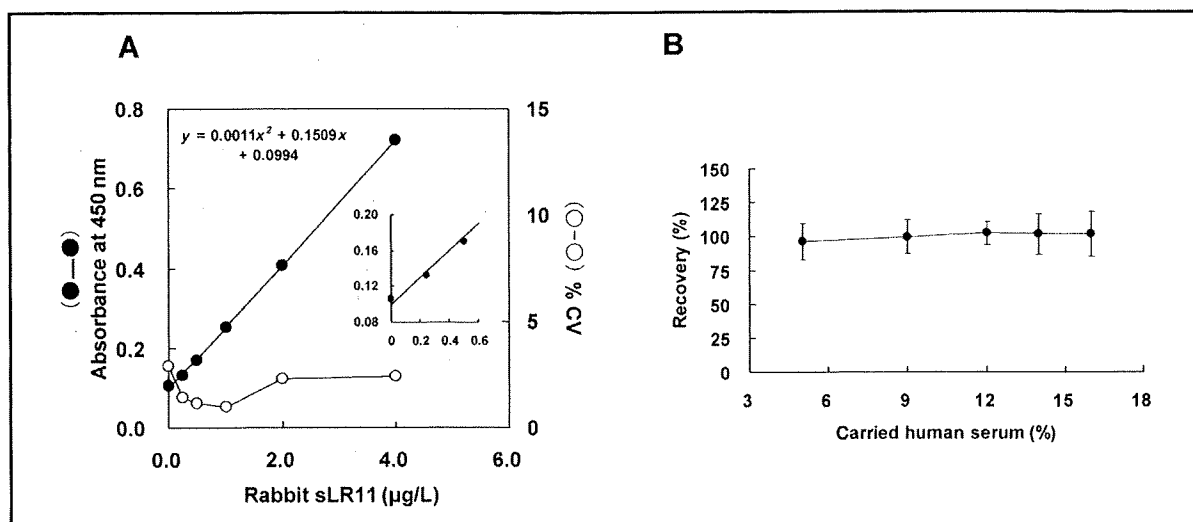 A
B
0.8
0.6
0.4
0.2
0.0
15
10
5
0
y = 0.0011x² + 0.1509x
+ 0.0994
0.20
0.16
0.12
0.08
0 0.2 0.4 0.6
Absorbance at 450 nm
(●—●)
(○–○) % CV
0.0 2.0 4.0 6.0
Rabbit sLR11 (µg/L)
150
125
100
75
50
25
0
Recovery (%)
3 6 9 12 15 18
Carried human serum (%)